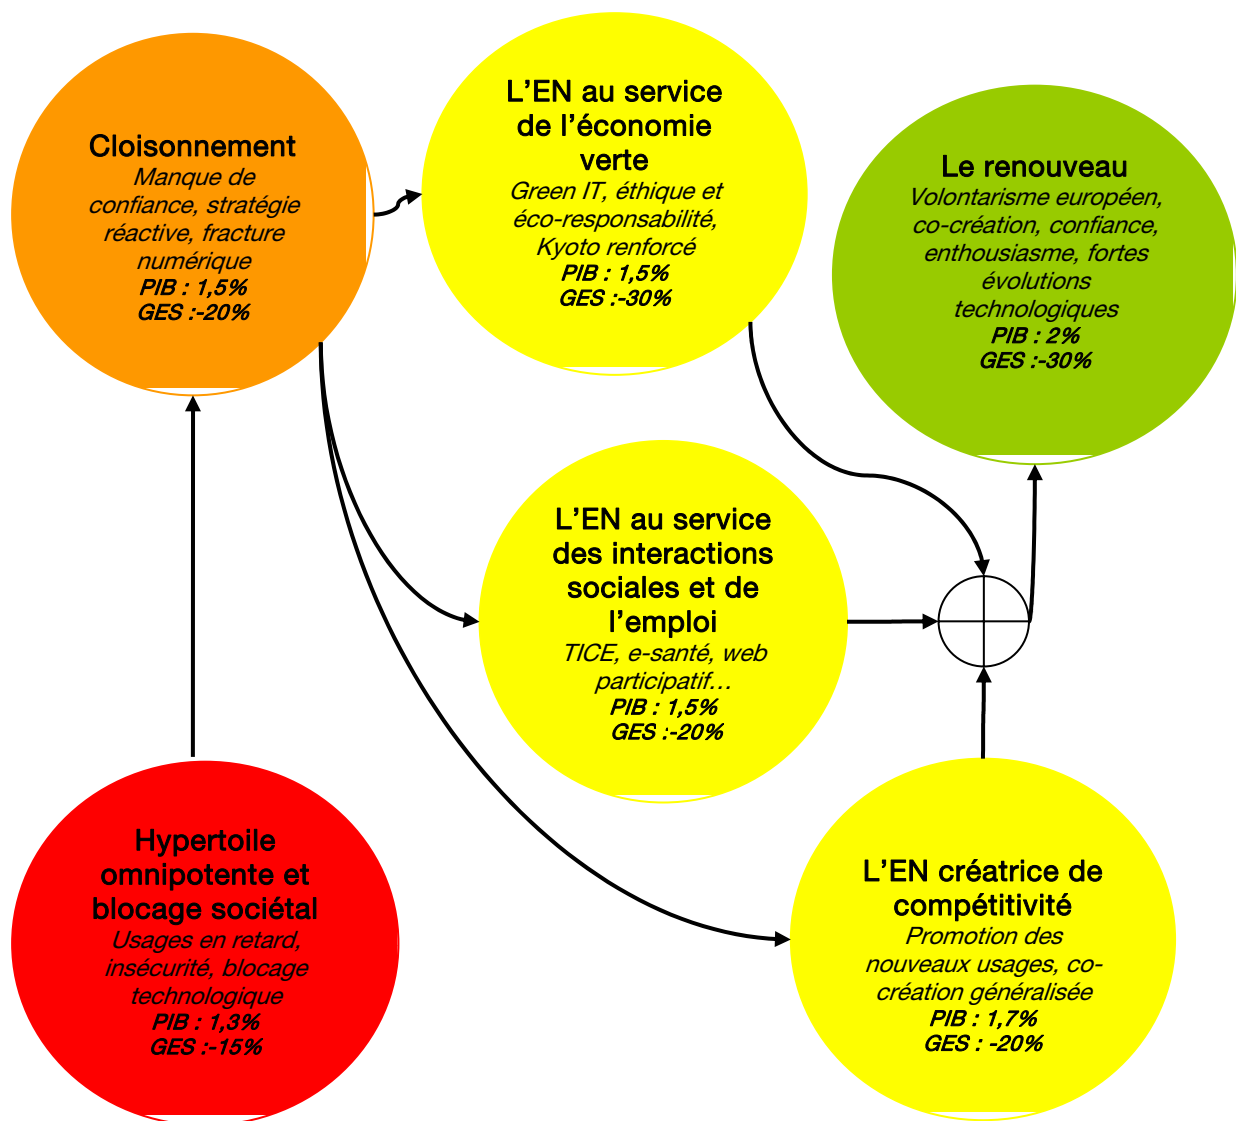 Cloisonnement
Manque de
confiance, stratégie
réactive, fracture
numérique
PIB : 1,5%
GES :-20%
L’EN au service
de l’économie
verte
Green IT, éthique et
éco-responsabilité,
Kyoto renforcé
PIB : 1,5%
GES :-30%
Le renouveau
Volontarisme européen,
co-création, confiance,
enthousiasme, fortes
évolutions
technologiques
PIB : 2%
GES :-30%
L’EN au service
des interactions
sociales et de
l’emploi
TICE, e-santé, web
participatif…
PIB : 1,5%
GES :-20%
Hypertoile
omnipotente et
blocage sociétal
Usages en retard,
insécurité, blocage
technologique
PIB : 1,3%
GES :-15%
L’EN créatrice de
compétitivité
Promotion des
nouveaux usages, co-
création généralisée
PIB : 1,7%
GES : -20%